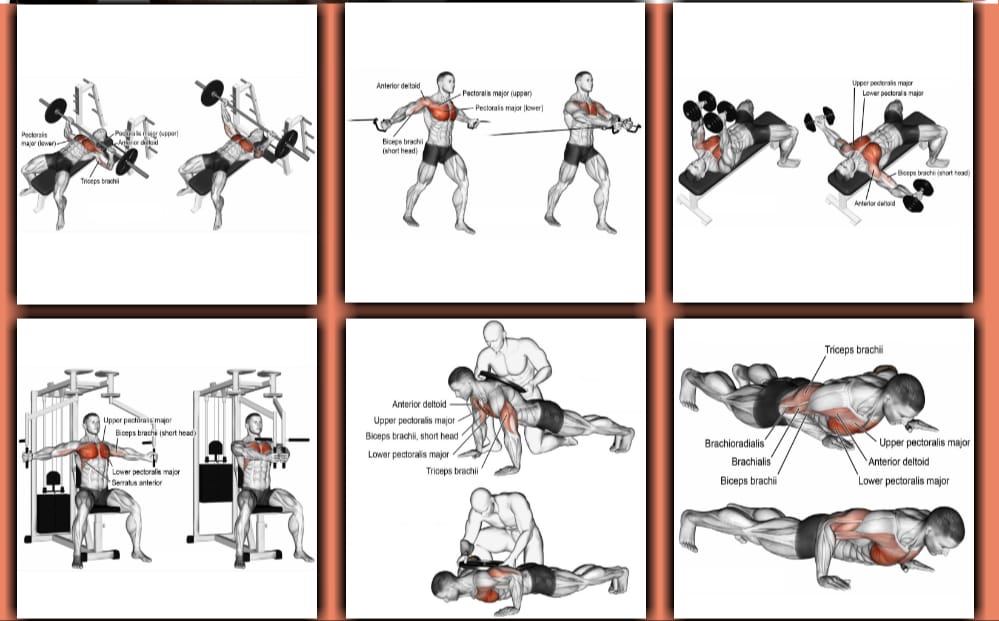 Pectoralis
major (lower)
Pectoralis major (upper)
Anterior deltoid
Triceps brachii
Anterior deltoid
Pectoralis major (upper)
Pectoralis major (lower)
Biceps brachii
(short head)
Upper pectoralis major
Lower pectoralis major
Biceps brachii (short head)
Anterior deltoid
Upper pectoralis major
Biceps brachii (short head)
Lower pectoralis major
Serratus anterior
Anterior deltoid
Upper pectoralis major
Biceps brachii, short head
Lower pectoralis major
Triceps brachii
Triceps brachii
Brachioradialis
Brachialis
Biceps brachii
Upper pectoralis major
Anterior deltoid
Lower pectoralis major